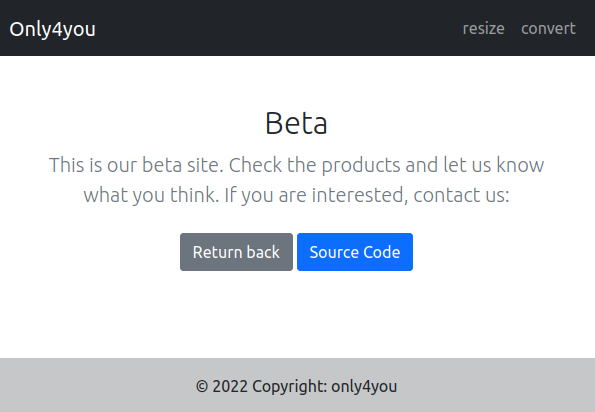 Only4you resize convert
Beta
This is our beta site. Check the products and let us know
what you think. If you are interested, contact us:
Return back Source Code
© 2022 Copyright: only4you